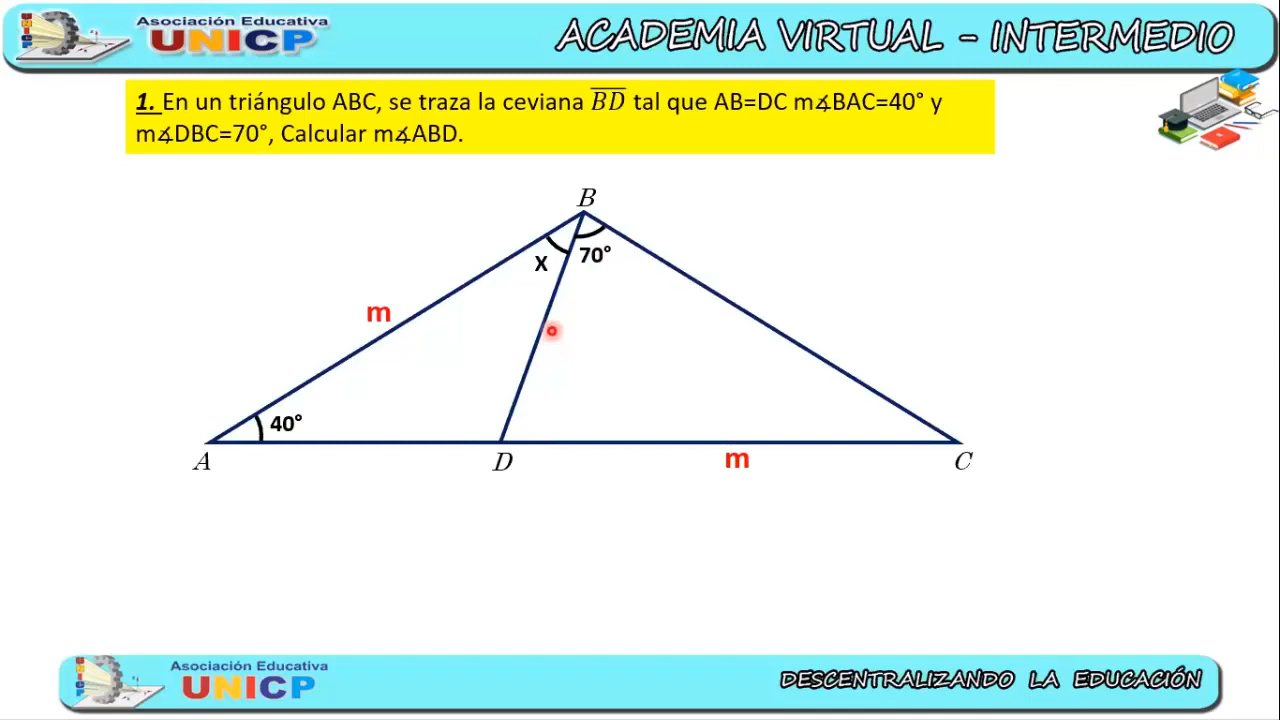 Asociación Educativa
UNICP
ACADEMIA VIRTUAL - INTERMEDIO
1. En un triángulo ABC, se traza la ceviana B̅D̅ tal que AB=DC m∡BAC=40° y
m∡DBC=70°, Calcular m∡ABD.
B
X
70°
m
40°
A
D
m
C
Asociación Educativa
UNICP
DESCENTRALIZANDO LA EDUCACIÓN